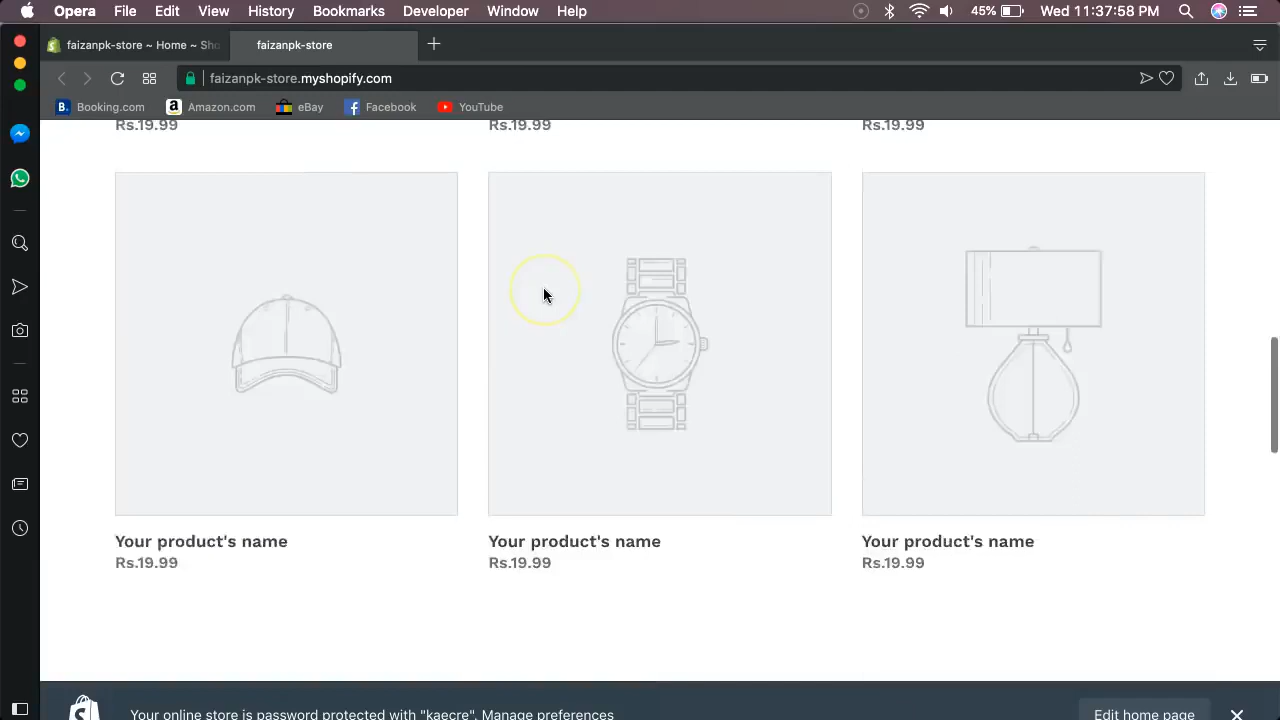 Opera File Edit View History Bookmarks Developer Window Help 45% Wed 11:37:58 PM
faizanpk-store ~ Home ~ Sho faizanpk-store
faizanpk-store.myshopify.com
B. Booking.com a Amazon.com eBay Facebook YouTube
Rs.19.99 Rs.19.99 Rs.19.99
Your product's name Your product's name Your product's name
Rs.19.99 Rs.19.99 Rs.19.99
Your online store is password protected with "kaecre". Manage preferences Edit home page